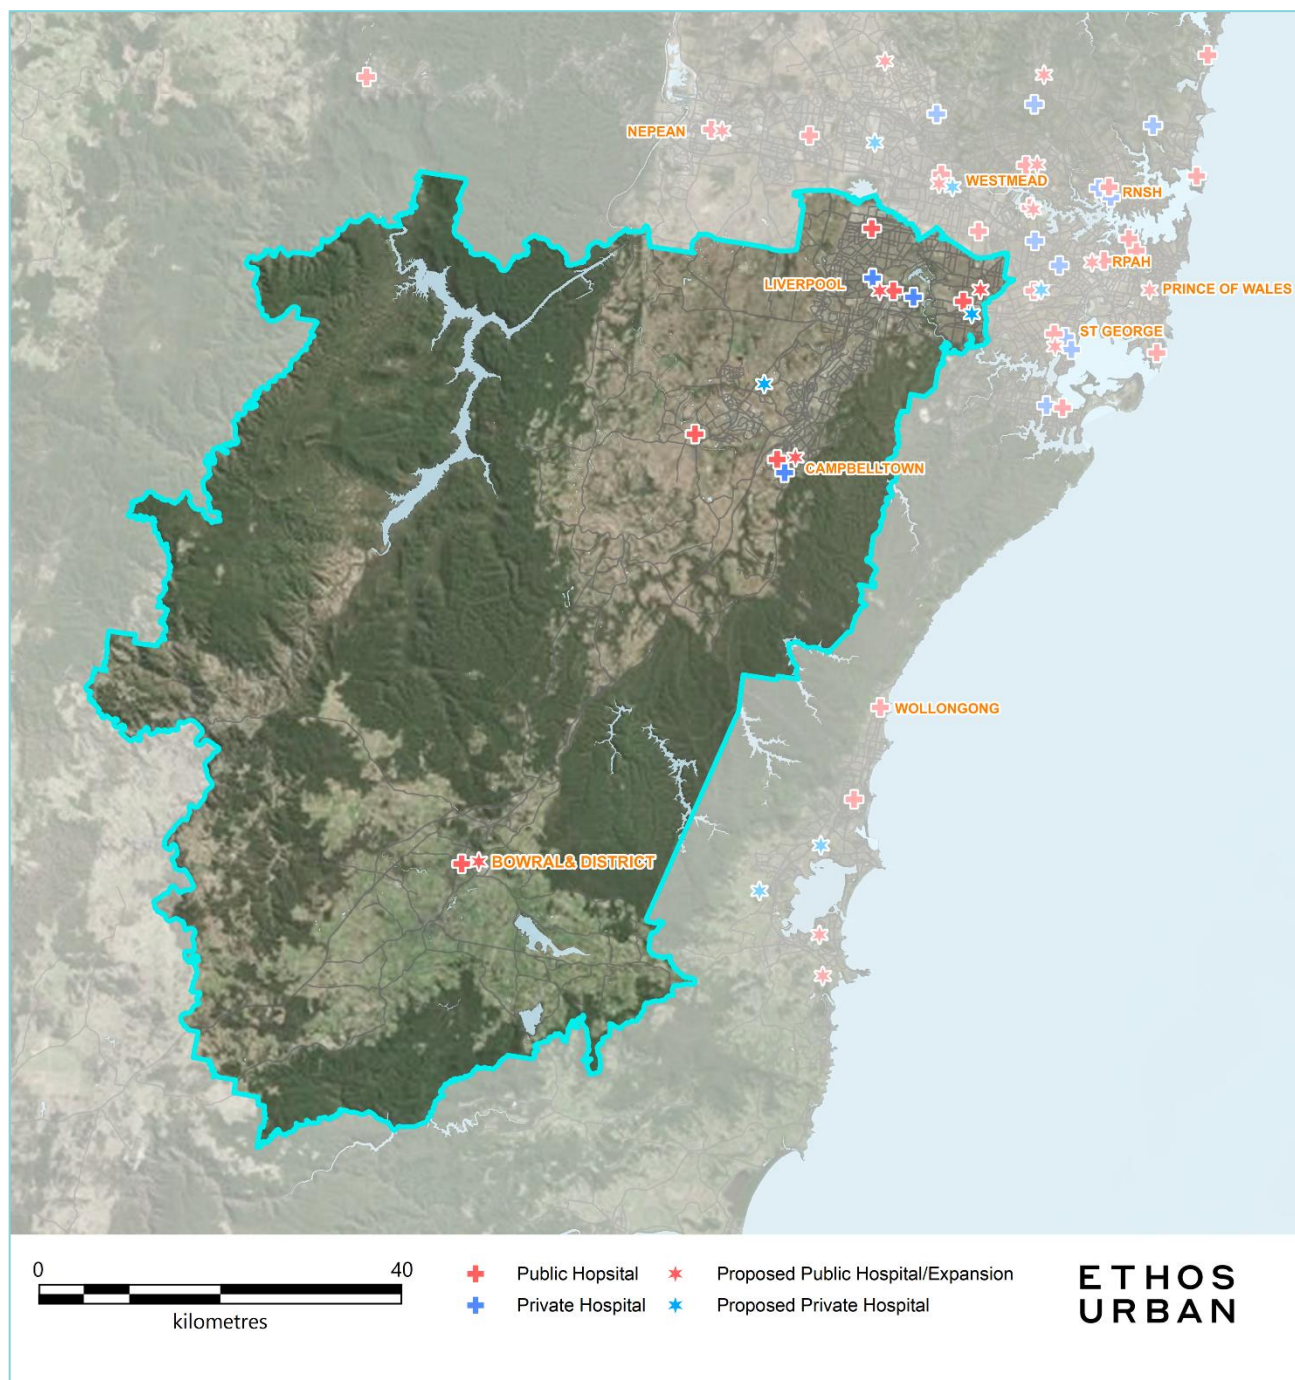 NEPEAN
WESTMEAD
RNSH
LIVERPOOL
RPAH
PRINCE OF WALES
ST GEORGE
CAMPBELLTOWN
WOLLONGONG
BOWRAL& DISTRICT
0 40
kilometres
Public Hopsital
Proposed Public Hospital/Expansion
Private Hospital
Proposed Private Hospital
ETHOS
URBAN